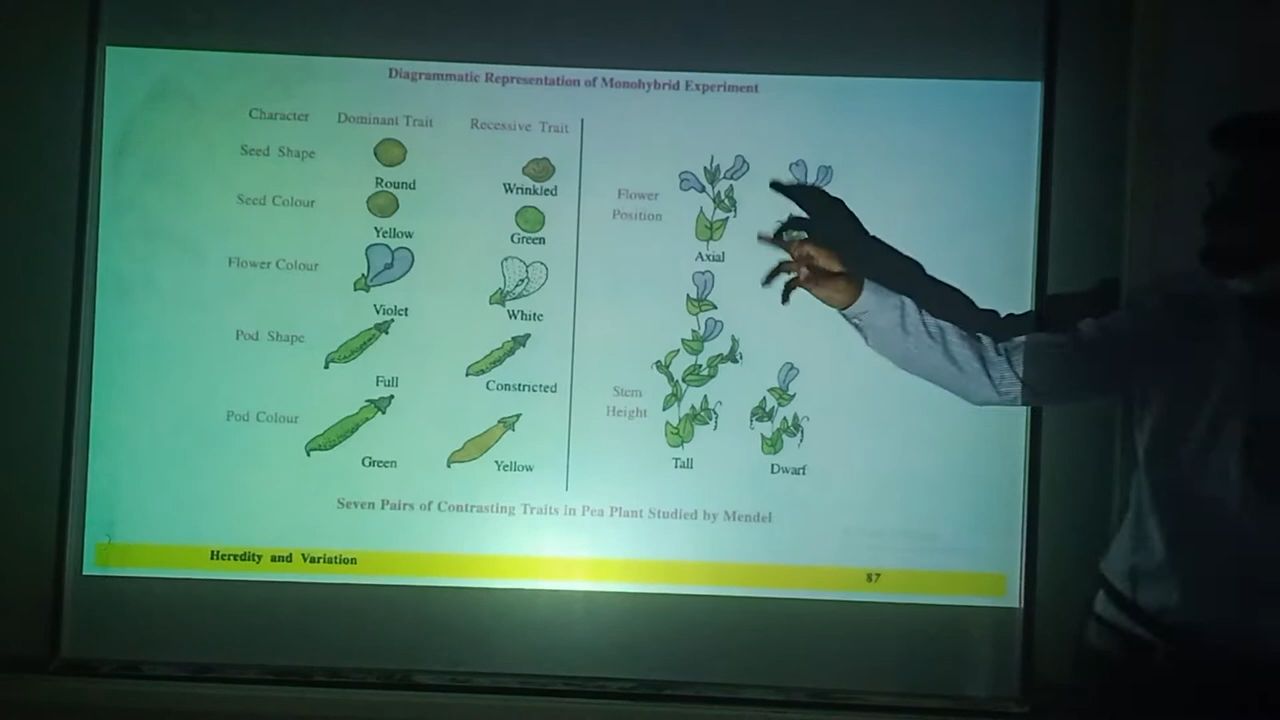 Diagrammatic Representation of Monohybrid Experiment
Character Dominant Trait Recessive Trait
Seed Shape
Round Wrinkled
Seed Colour
Yellow Green
Flower Colour
Violet White
Pod Shape
Full Constricted
Pod Colour
Green Yellow
Flower
Position
Axial
Stem
Height
Tall Dwarf
Seven Pairs of Contrasting Traits in Pea Plant Studied by Mendel
Heredity and Variation 87